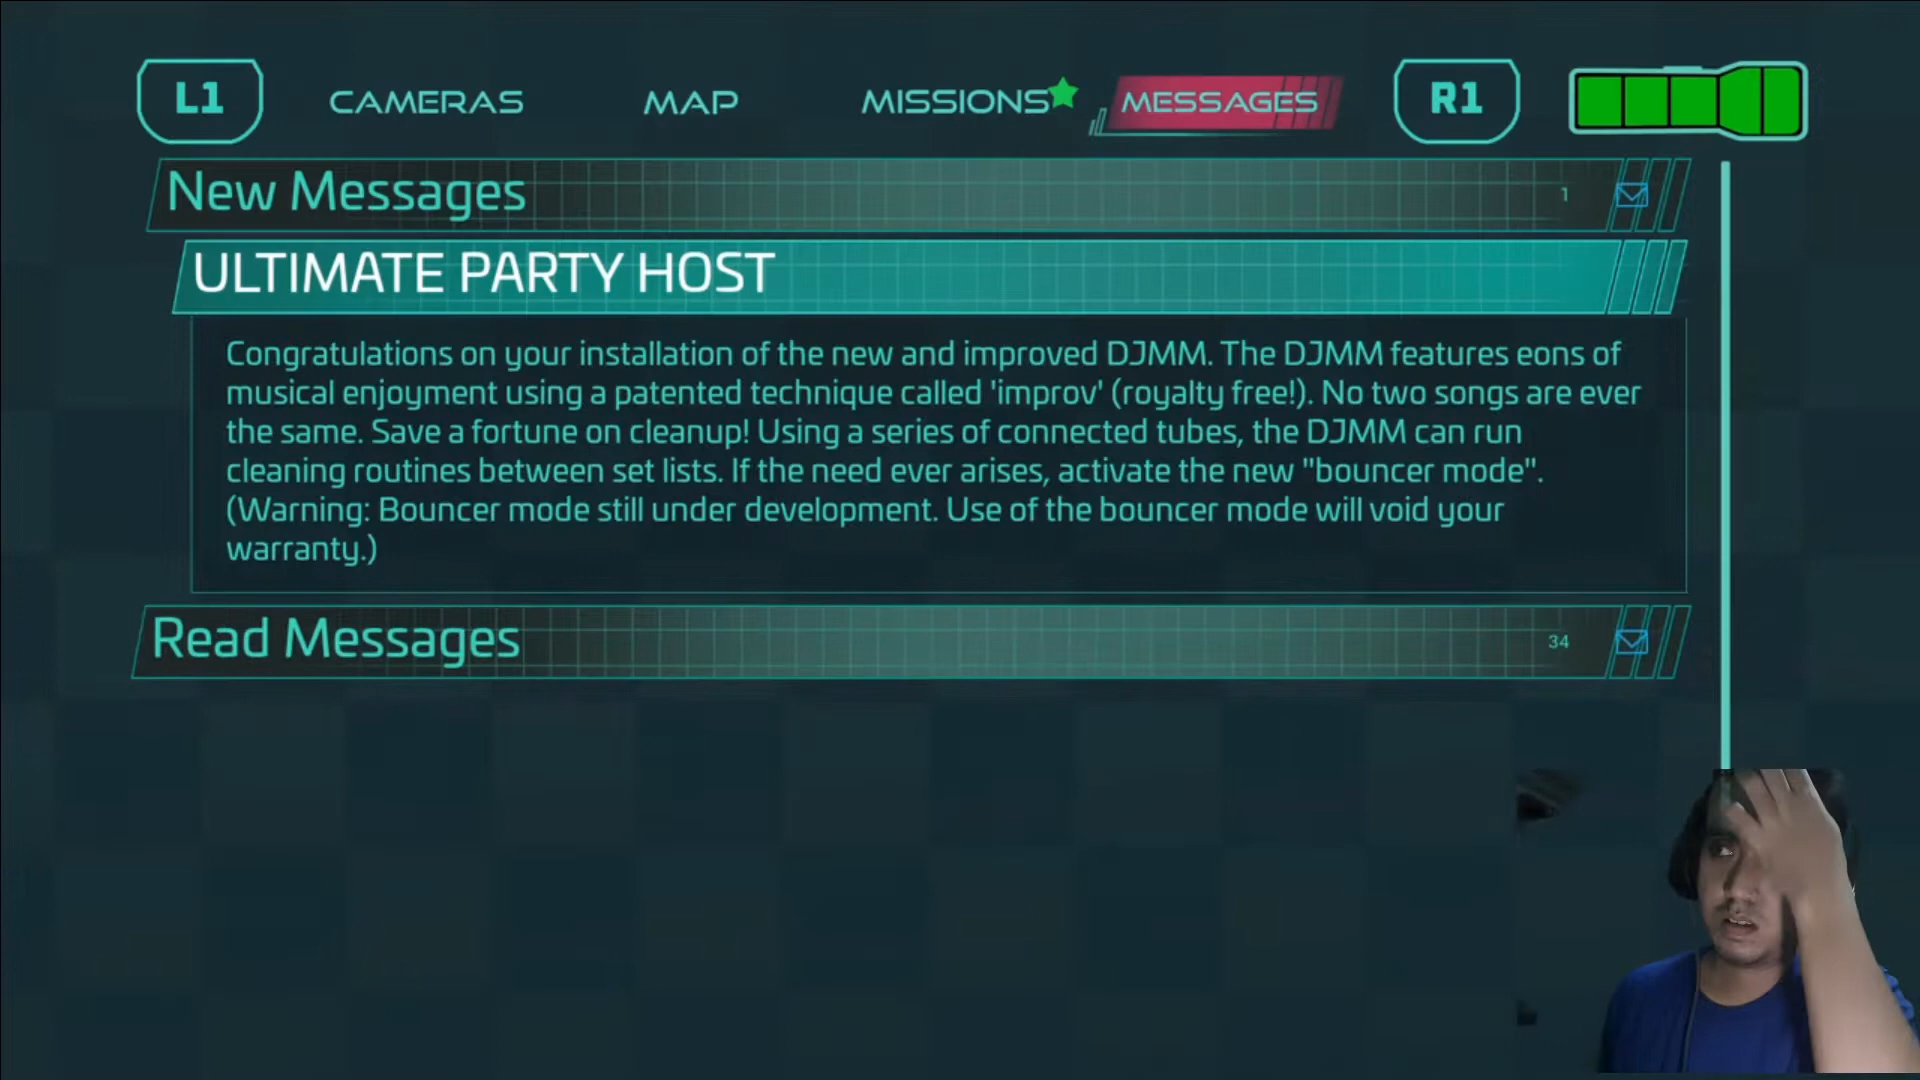 L1 CAMERAS MAP MISSIONS MESSAGES R1
New Messages 1
ULTIMATE PARTY HOST
Congratulations on your installation of the new and improved DJMM. The DJMM features eons of
musical enjoyment using a patented technique called 'improv' (royalty free!). No two songs are ever
the same. Save a fortune on cleanup! Using a series of connected tubes, the DJMM can run
cleaning routines between set lists. If the need ever arises, activate the new "bouncer mode".
(Warning: Bouncer mode still under development. Use of the bouncer mode will void your
warranty.)
Read Messages 34